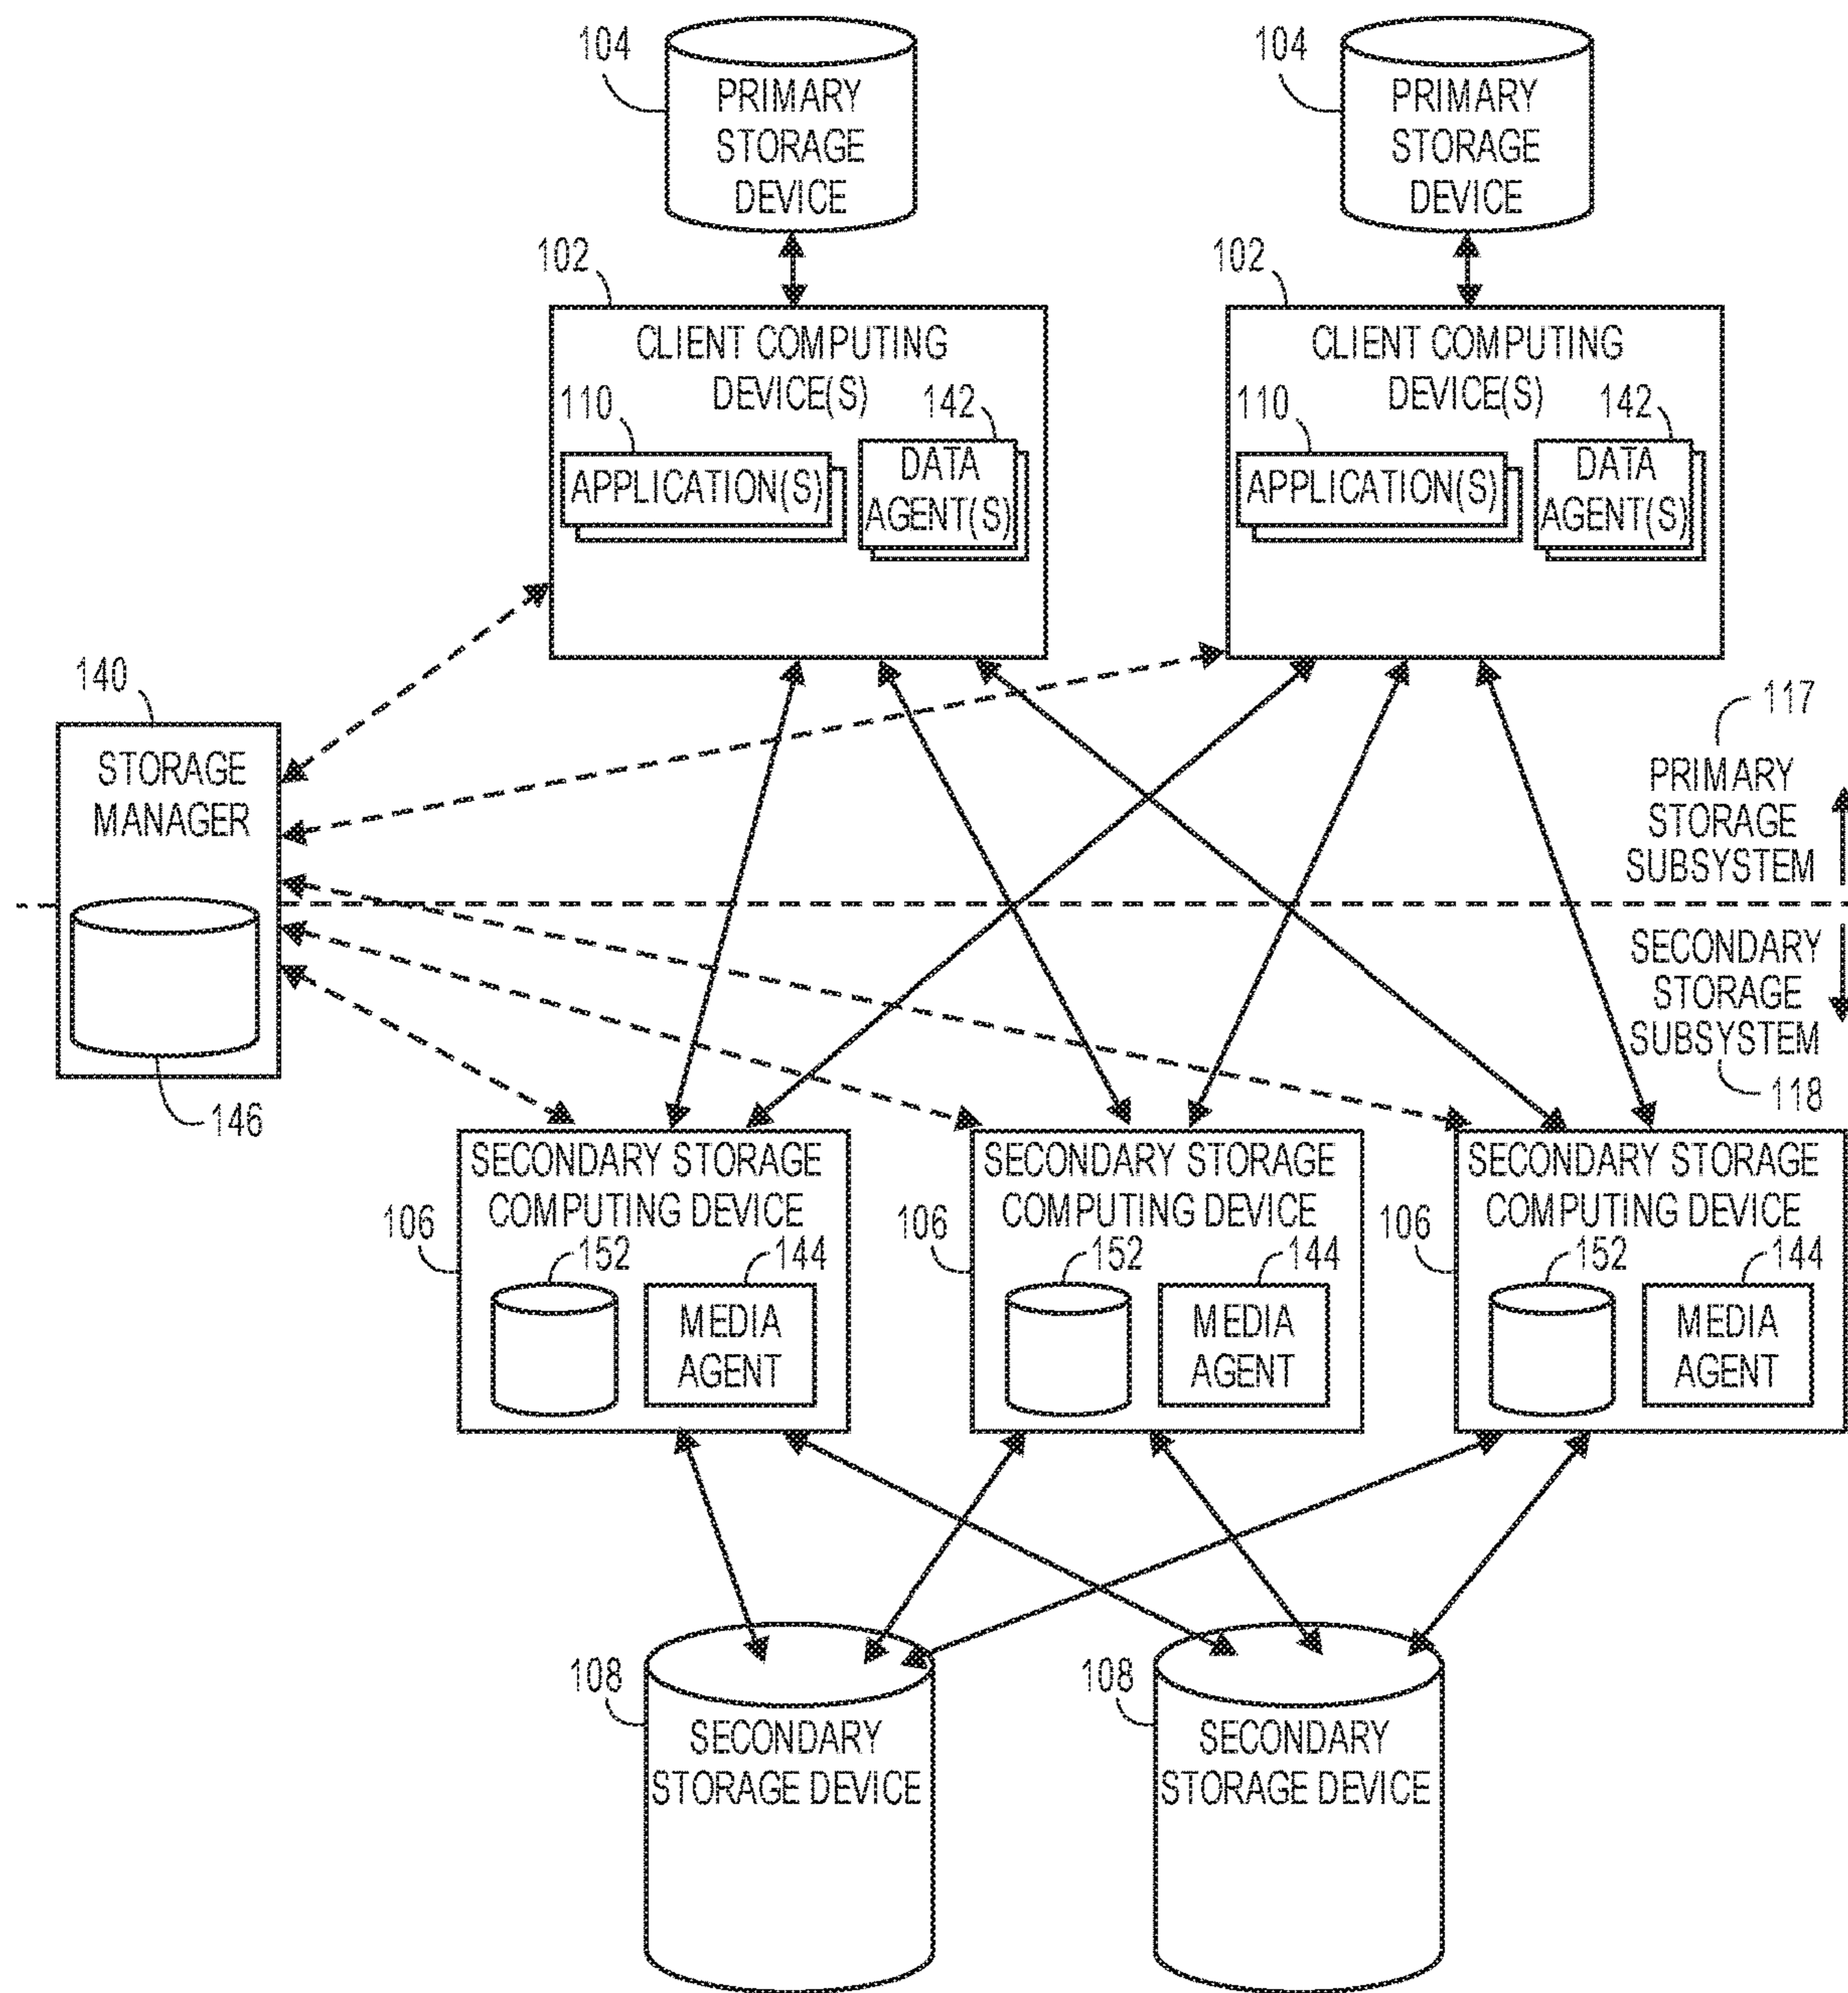 104
PRIMARY
STORAGE
DEVICE
104
PRIMARY
STORAGE
DEVICE
102
CLIENT COMPUTING
DEVICE(S)
110
142
APPLICATION(S)
DATA
AGENT(S)
102
CLIENT COMPUTING
DEVICE(S)
110
142
APPLICATION(S)
DATA
AGENT(S)
140
STORAGE
MANAGER
146
117
PRIMARY
STORAGE
SUBSYSTEM
SECONDARY
STORAGE
SUBSYSTEM
118
SECONDARY STORAGE
COMPUTING DEVICE
106
152
144
MEDIA
AGENT
SECONDARY STORAGE
COMPUTING DEVICE
106
152
144
MEDIA
AGENT
SECONDARY STORAGE
COMPUTING DEVICE
106
152
144
MEDIA
AGENT
108
SECONDARY
STORAGE DEVICE
108
SECONDARY
STORAGE DEVICE